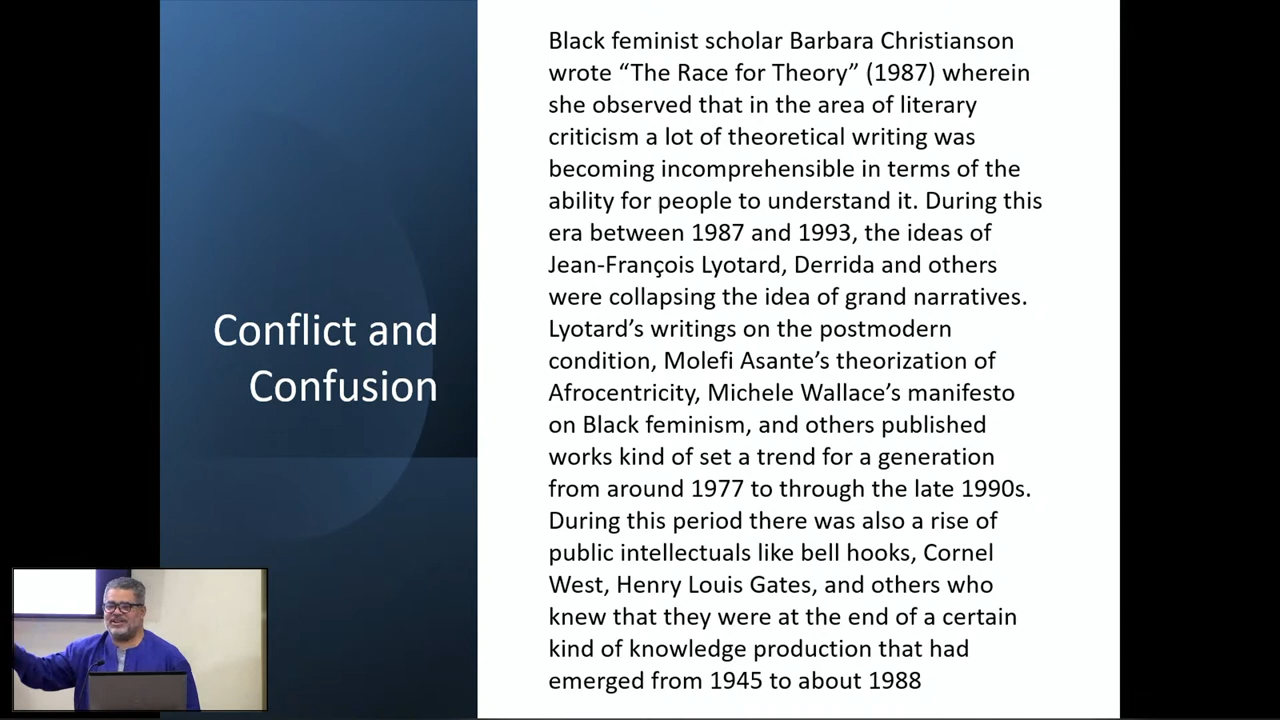 Conflict and
Confusion
Black feminist scholar Barbara Christianson
wrote “The Race for Theory” (1987) wherein
she observed that in the area of literary
criticism a lot of theoretical writing was
becoming incomprehensible in terms of the
ability for people to understand it. During this
era between 1987 and 1993, the ideas of
Jean-François Lyotard, Derrida and others
were collapsing the idea of grand narratives.
Lyotard’s writings on the postmodern
condition, Molefi Asante’s theorization of
Afrocentricity, Michele Wallace’s manifesto
on Black feminism, and others published
works kind of set a trend for a generation
from around 1977 to through the late 1990s.
During this period there was also a rise of
public intellectuals like bell hooks, Cornel
West, Henry Louis Gates, and others who
knew that they were at the end of a certain
kind of knowledge production that had
emerged from 1945 to about 1988